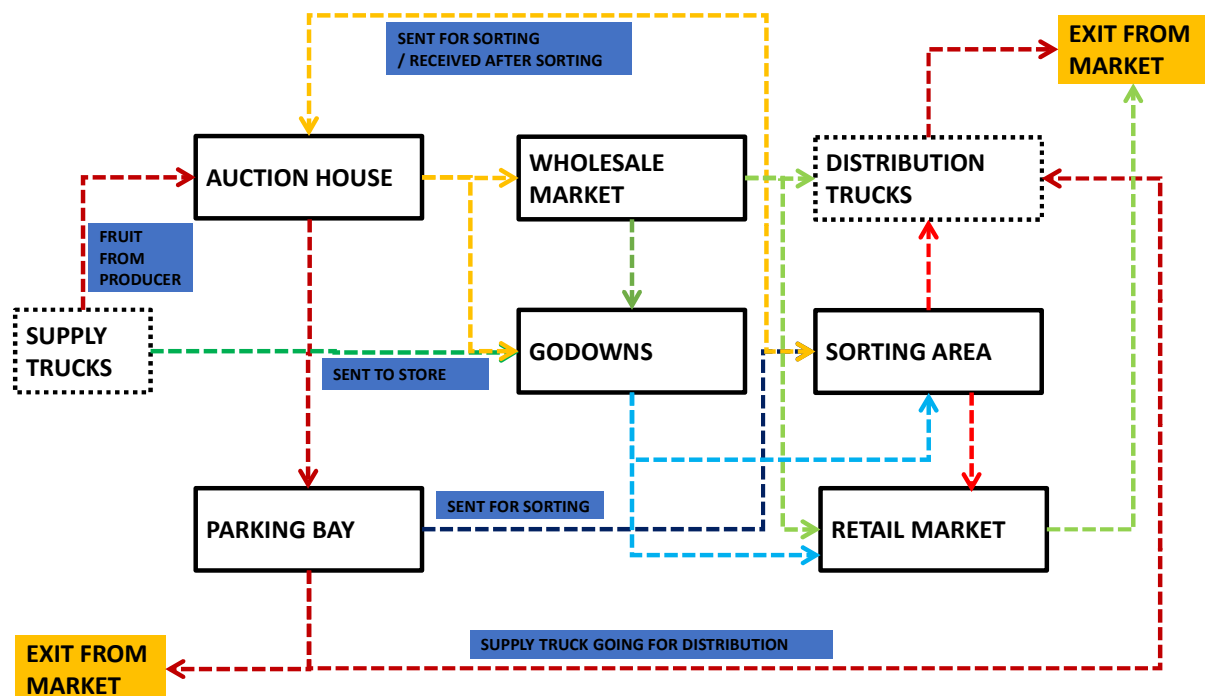 SENT FOR SORTING
/ RECEIVED AFTER SORTING
EXIT FROM
MARKET
AUCTION HOUSE
WHOLESALE
MARKET
DISTRIBUTION
TRUCKS
FRUIT
FROM
PRODUCER
SUPPLY
TRUCKS
SENT TO STORE
GODOWNS
SORTING AREA
PARKING BAY
SENT FOR SORTING
RETAIL MARKET
SUPPLY TRUCK GOING FOR DISTRIBUTION
EXIT FROM
MARKET